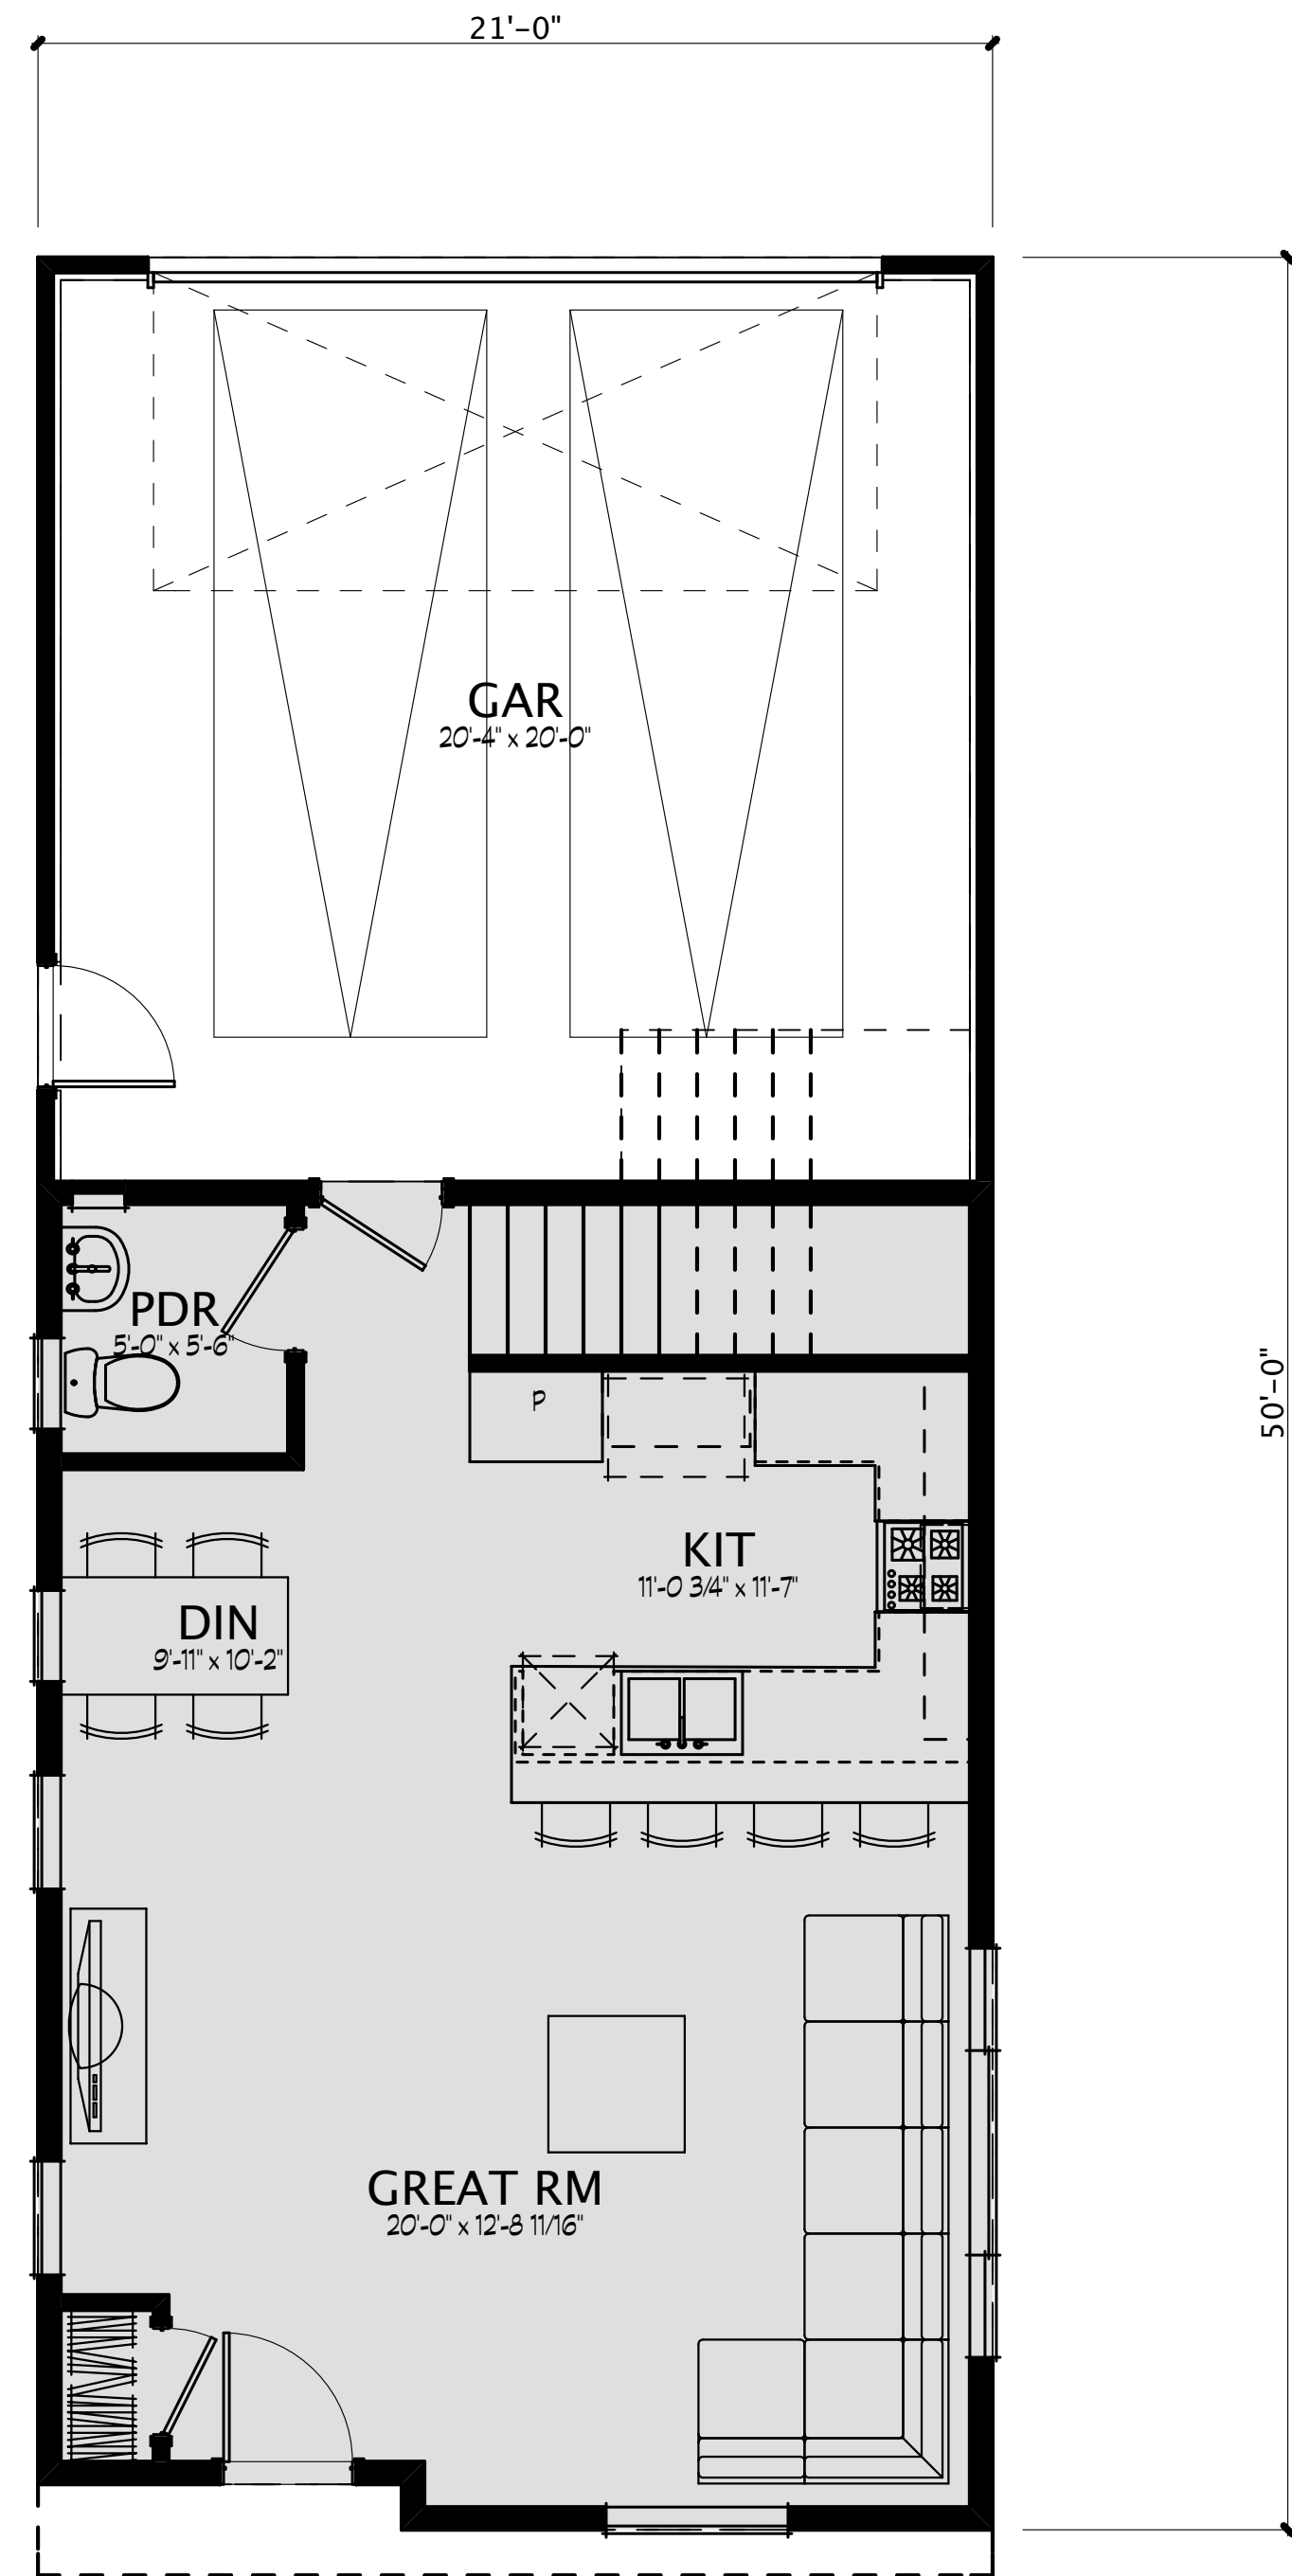 21'-0"
GAR
20'-4" x 20'-0"
PDR
5'-0" x 5'-6"
50'-0"
P
KIT
11'-0 3/4" x 11'-7"
DIN
9'-11" x 10'-2"
GREAT RM
20'-0" x 12'-8 11/16"